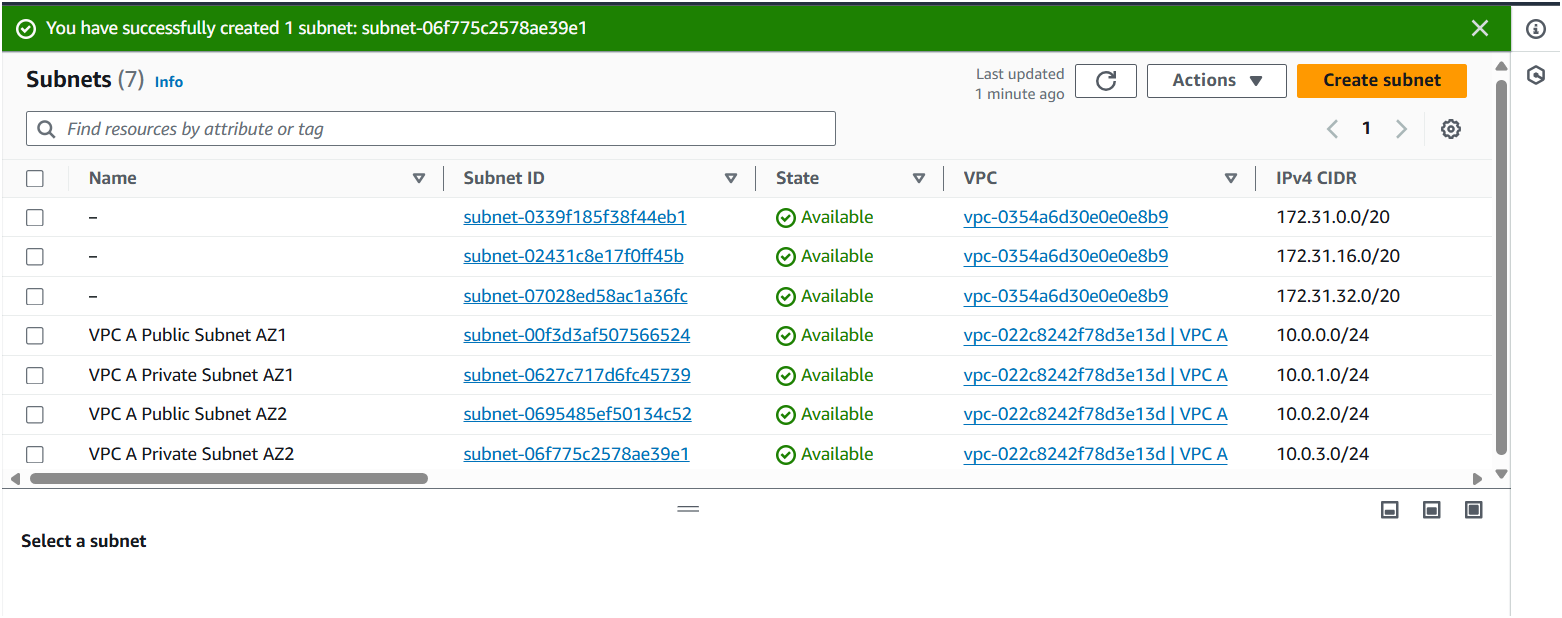 You have successfully created 1 subnet: subnet-06f775c2578ae39e1
Subnets (7) Info
Last updated
1 minute ago
Actions
Create subnet
Find resources by attribute or tag
1
Name Subnet ID State VPC IPv4 CIDR
– subnet-0339f185f38f44eb1 Available vpc-0354a6d30e0e0e8b9 172.31.0.0/20
– subnet-02431c8e17f0ff45b Available vpc-0354a6d30e0e0e8b9 172.31.16.0/20
– subnet-07028ed58ac1a36fc Available vpc-0354a6d30e0e0e8b9 172.31.32.0/20
VPC A Public Subnet AZ1 subnet-00f3d3af507566524 Available vpc-022c8242f78d3e13d | VPC A 10.0.0.0/24
VPC A Private Subnet AZ1 subnet-0627c717d6fc45739 Available vpc-022c8242f78d3e13d | VPC A 10.0.1.0/24
VPC A Public Subnet AZ2 subnet-0695485ef50134c52 Available vpc-022c8242f78d3e13d | VPC A 10.0.2.0/24
VPC A Private Subnet AZ2 subnet-06f775c2578ae39e1 Available vpc-022c8242f78d3e13d | VPC A 10.0.3.0/24
Select a subnet